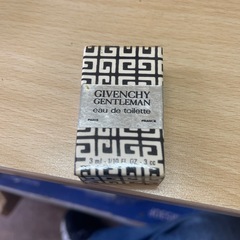 GIVENCHY
GENTLEMAN
eau de toilette
PARIS FRANCE
3 ml - 1/10 FL OZ - 3 cc